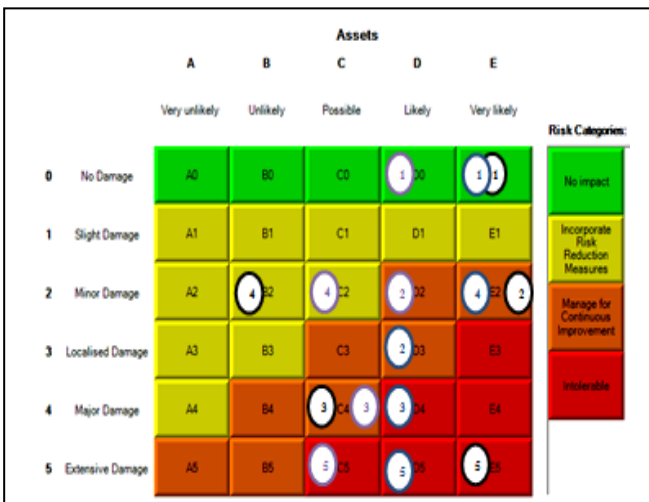 Assets
A B C D E
Very unlikely Unlikely Possible Likely Very likely
Risk Categories:
0 No Damage A0 B0 C0 1 D0 1 1
No impact
1 Slight Damage A1 B1 C1 D1 E1
Incorporate
Risk
Reduction
Measures
2 Minor Damage A2 4 B2 4 C2 2 D2 4 E2 2
Manage for
Continuous
Improvement
3 Localised Damage A3 B3 C3 2 D3 E3
Intolerable
4 Major Damage A4 B4 3 C4 3 3 D4 E4
5 Extensive Damage A5 B5 5 C5 5 D5 5 E5